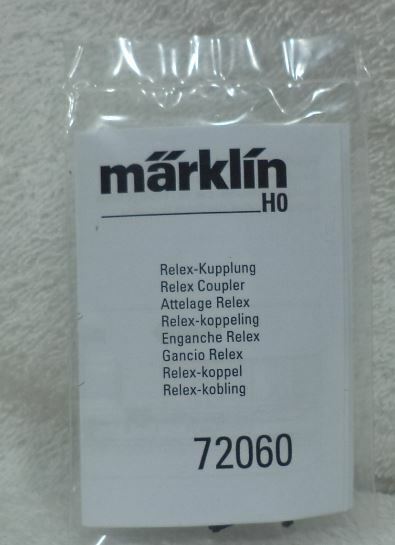 märklin
H0
Relex-Kupplung
Relex Coupler
Attelage Relex
Relex-koppeling
Enganche Relex
Gancio Relex
Relex-koppel
Relex-kobling
72060